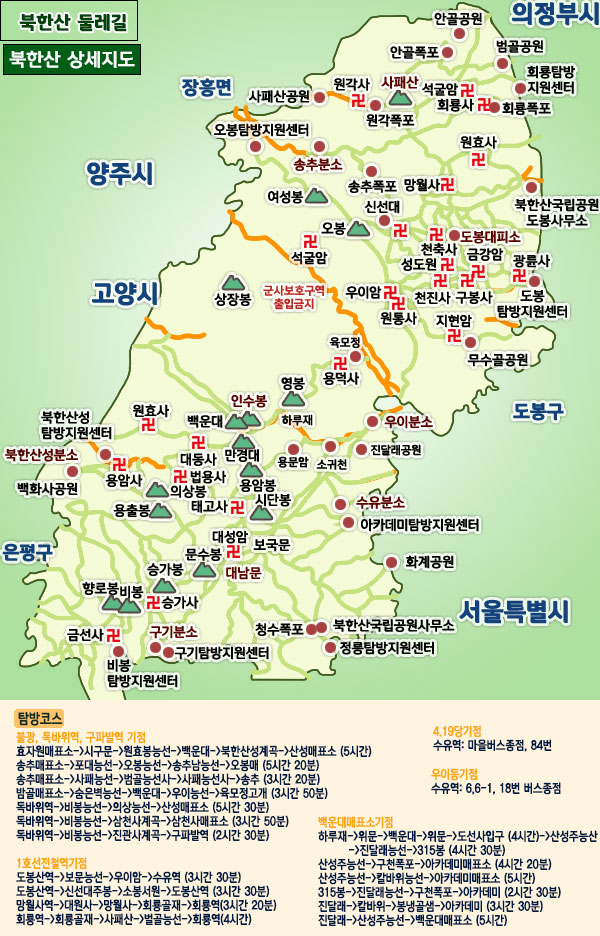 북한산 둘레길
북한산 상세지도
의정부시
안골공원
안골폭포
범골공원
회룡탐방
지원센터
장흥면
원각사
사패산
석굴암
사패산공원
회룡사
회룡폭포
원각폭포
오봉탐방지원센터
원효사
송추분소
양주시
송추폭포
망월사
여성봉
신선대
북한산국립공원
도봉사무소
오봉
도봉대피소
석굴암
천축사
금강암
성도원
광륜사
고양시
상장봉
군사보호구역
출입금지
우이암
천진사
구봉사
도봉
탐방지원센터
원통사
지현암
육모정
무수골공원
용덕사
영봉
도봉구
인수봉
원효사
백운대
하루재
우이분소
북한산성
탐방지원센터
만경대
북한산성분소
대동사
용문암
소귀천
진달래공원
법용사
백화사공원
용암사
의상봉
용암봉
용출봉
태고사
시단봉
수유분소
아카데미탐방지원센터
대성암
보국문
은평구
문수봉
승가봉
대남문
화계공원
향로봉
비봉
승가사
서울특별시
금선사
구기분소
청수폭포
북한산국립공원사무소
구기탐방지원센터
정릉탐방지원센터
비봉
탐방지원센터
탐방코스
불광, 독바위역, 구파발역 기점
효자원매표소->시구문->원효봉능선->백운대->북한산성계곡->산성매표소 (5시간)
송추매표소->포대능선->오봉능선->송추남능선->오봉매 (5시간 20분)
송추매표소->사패능선->범골능선사->사패능선사->송추 (3시간 20분)
밤골매표소->숨은벽능선->백운대->우이능선->육모정고개 (3시간 50분)
독바위역->비봉능선->의상능선->산성매표소 (5시간 30분)
독바위역->비봉능선->삼천사계곡->삼천사매표소 (3시간 50분)
독바위역->비봉능선->진관사계곡->구파발역 (2시간 30분)
1호선전철역기점
도봉산역->보문능선->우이암->수유역 (3시간 30분)
도봉산역->신선대주봉->소봉서원->도봉산역 (3시간 30분)
망월사역->대원사->망월사->회룡골재->회룡역(3시간 20분)
회룡역->회룡골재->사패산->벌골능선->회룡역(4시간)
4.19당기점
수유역: 마을버스종점, 84번
우이동기점
수유역: 6,6-1, 18번 버스종점
백운대매표소기점
하루재->위문->백운대->위문->도선사입구 (4시간)->산성주능산
->진달래능선->315봉 (4시간 30분)
산성주능선->구천폭포->아카데미매표소 (4시간 20분)
산성주능선->칼바위능선->아카데미매표소 (5시간)
315봉->진달래능선->구천폭포->아카데미 (2시간 30분)
진달래->칼바위->봉냉골샘->아카데미 (3시간 30분)
진달래->산성주능선->백운대매표소 (5시간)